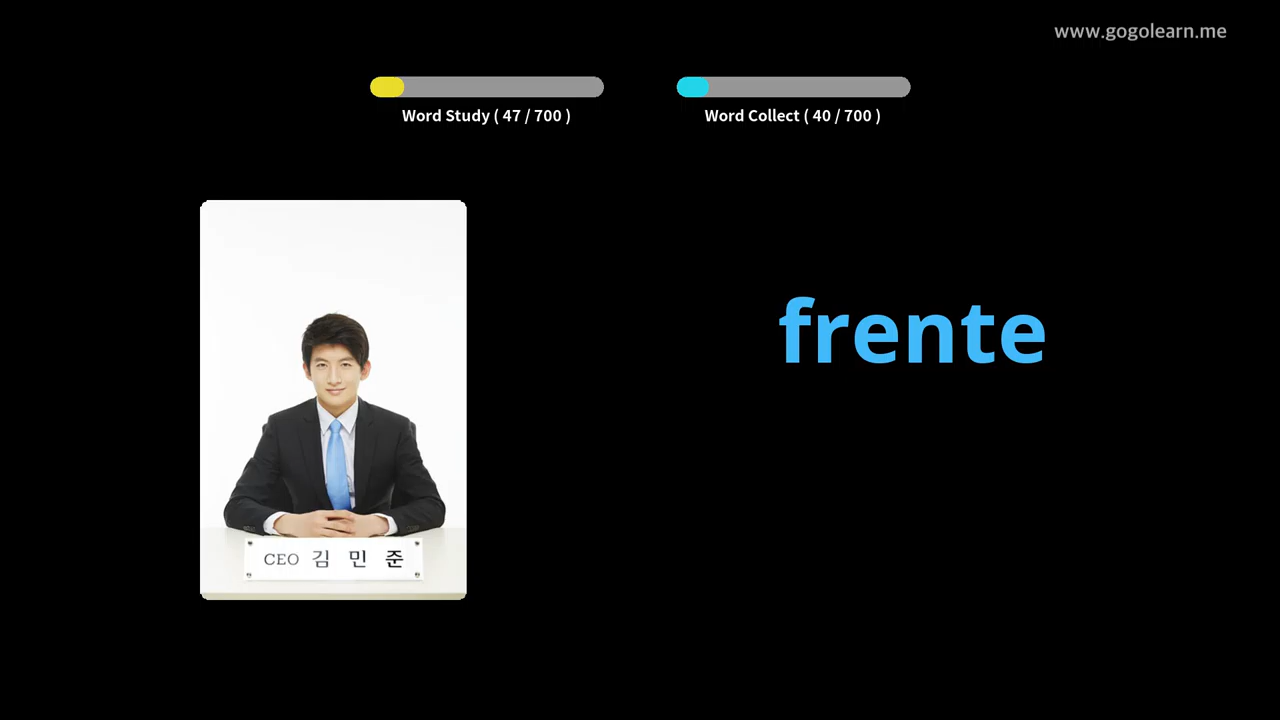 www.gogolearn.me
Word Study ( 47 / 700 )
Word Collect ( 40 / 700 )
frente
CEO 김 민 준